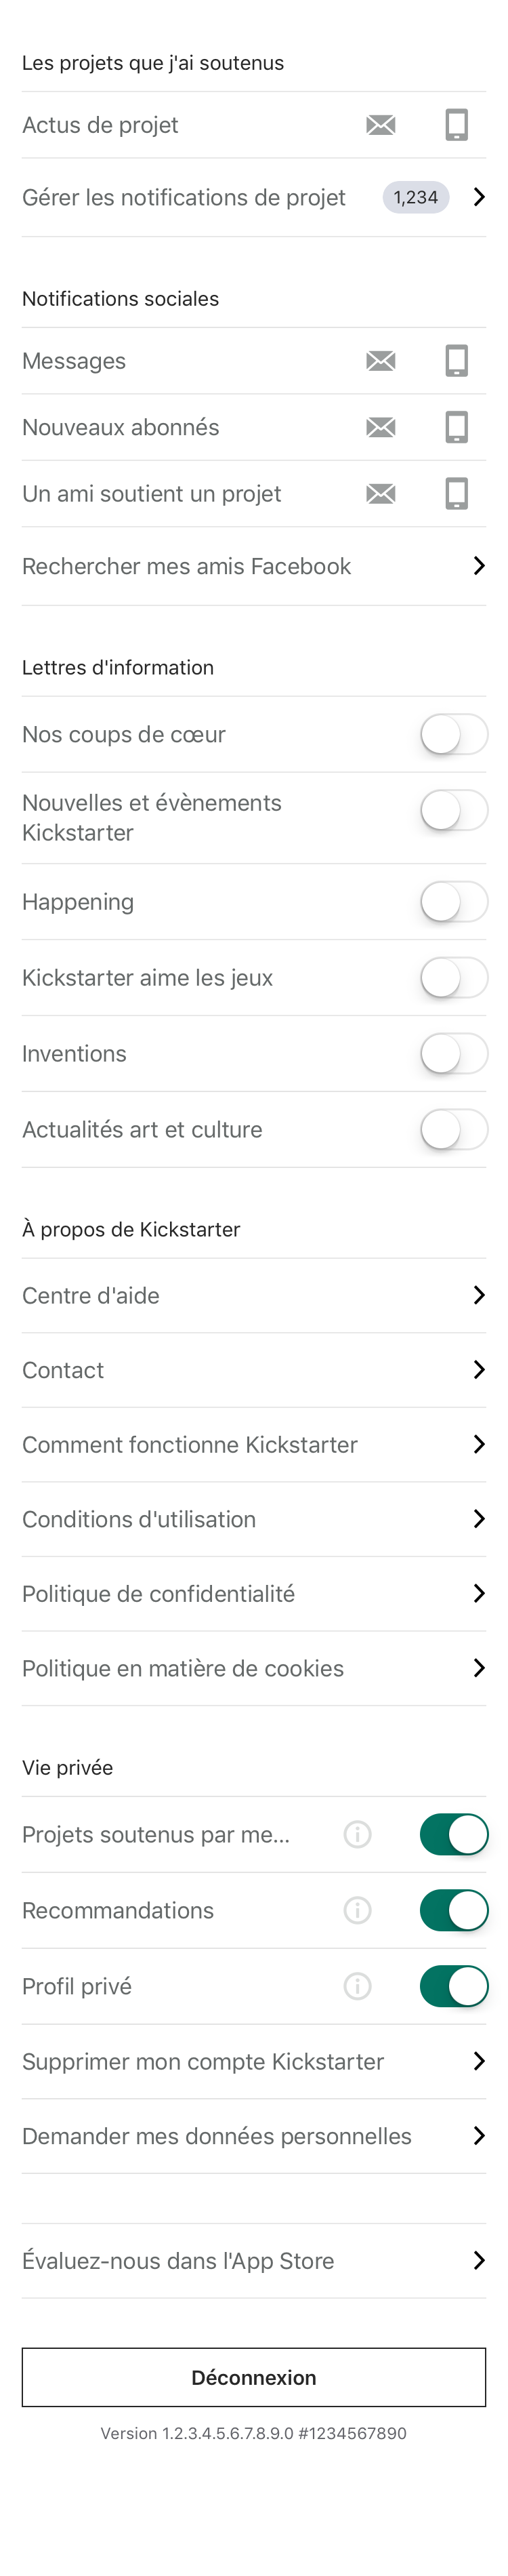 Les projets que j'ai soutenus
Actus de projet
Gérer les notifications de projet 1,234
Notifications sociales
Messages
Nouveaux abonnés
Un ami soutient un projet
Rechercher mes amis Facebook
Lettres d'information
Nos coups de cœur
Nouvelles et évènements
Kickstarter
Happening
Kickstarter aime les jeux
Inventions
Actualités art et culture
À propos de Kickstarter
Centre d'aide
Contact
Comment fonctionne Kickstarter
Conditions d'utilisation
Politique de confidentialité
Politique en matière de cookies
Vie privée
Projets soutenus par me...
Recommandations
Profil privé
Supprimer mon compte Kickstarter
Demander mes données personnelles
Évaluez-nous dans l'App Store
Déconnexion
Version 1.2.3.4.5.6.7.8.9.0 #1234567890